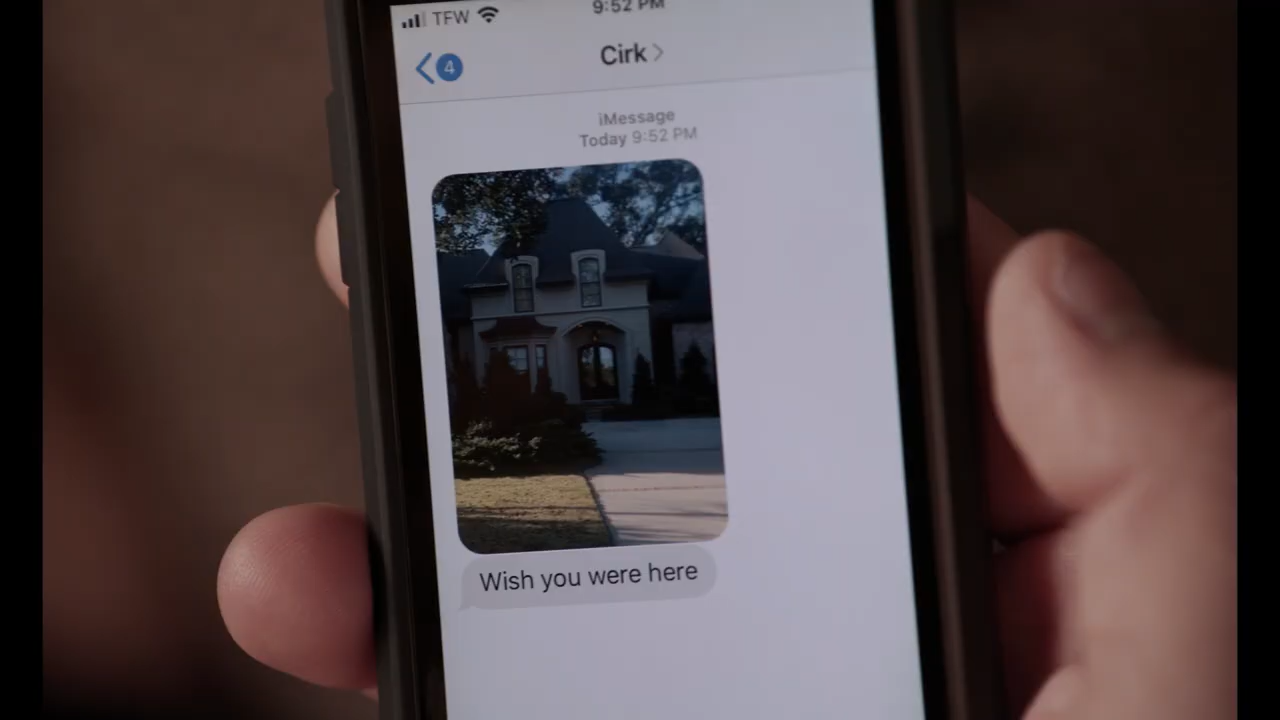 TFW 9:52 PM
4 Cirk
iMessage
Today 9:52 PM
Wish you were here